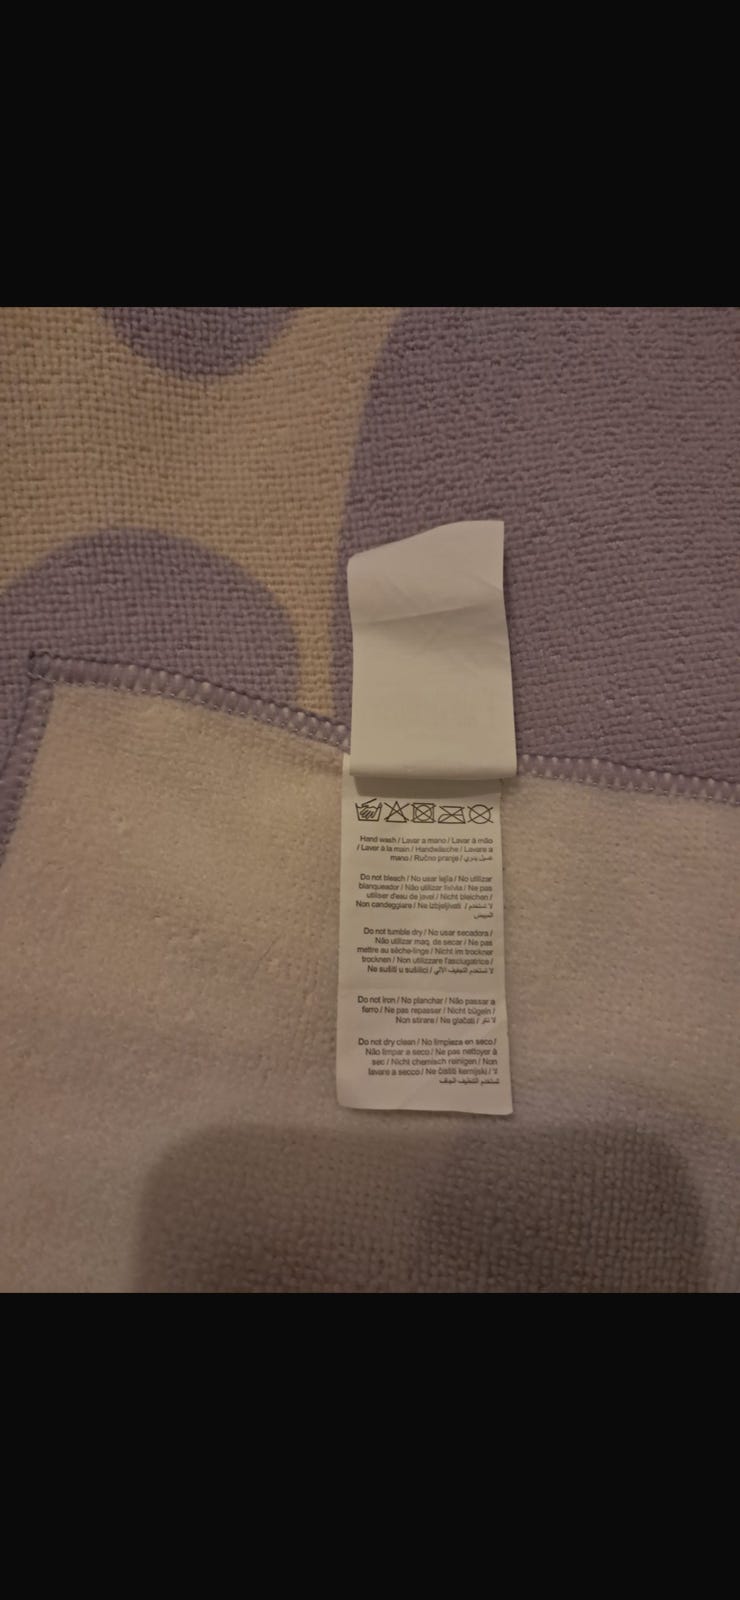 Hand wash / Lavar a mano / Lavar à mão
/ Laver à la main / Handwäsche / Lavare a
mano / Ručno pranje / غسيل يدوي
Do not bleach / No usar lejía / No utilizar
blanqueador / Não utilizar lixívia / Ne pas
utiliser d'eau de javel / Nicht bleichen /
Non candeggiare / Ne izbjeljivati / لا تستخدم
المبيض
Do not tumble dry / No usar secadora /
Não utilizar maq. de secar / Ne pas
mettre au sèche-linge / Nicht im trockner
trocknen / Non utilizzare l'asciugatrice /
Ne sušiti u sušilici / لا تستخدم التجفيف الآلي
Do not iron / No planchar / Não passar a
ferro / Ne pas repasser / Nicht bügeln /
Non stirare / Ne glačati / لا
Do not dry clean / No limpieza en seco /
Não limpar a seco / Ne pas nettoyer à
sec / Nicht chemisch reinigen / Non
lavare a secco / Ne čistiti kemijski / لا
تستخدم التنظيف الجاف